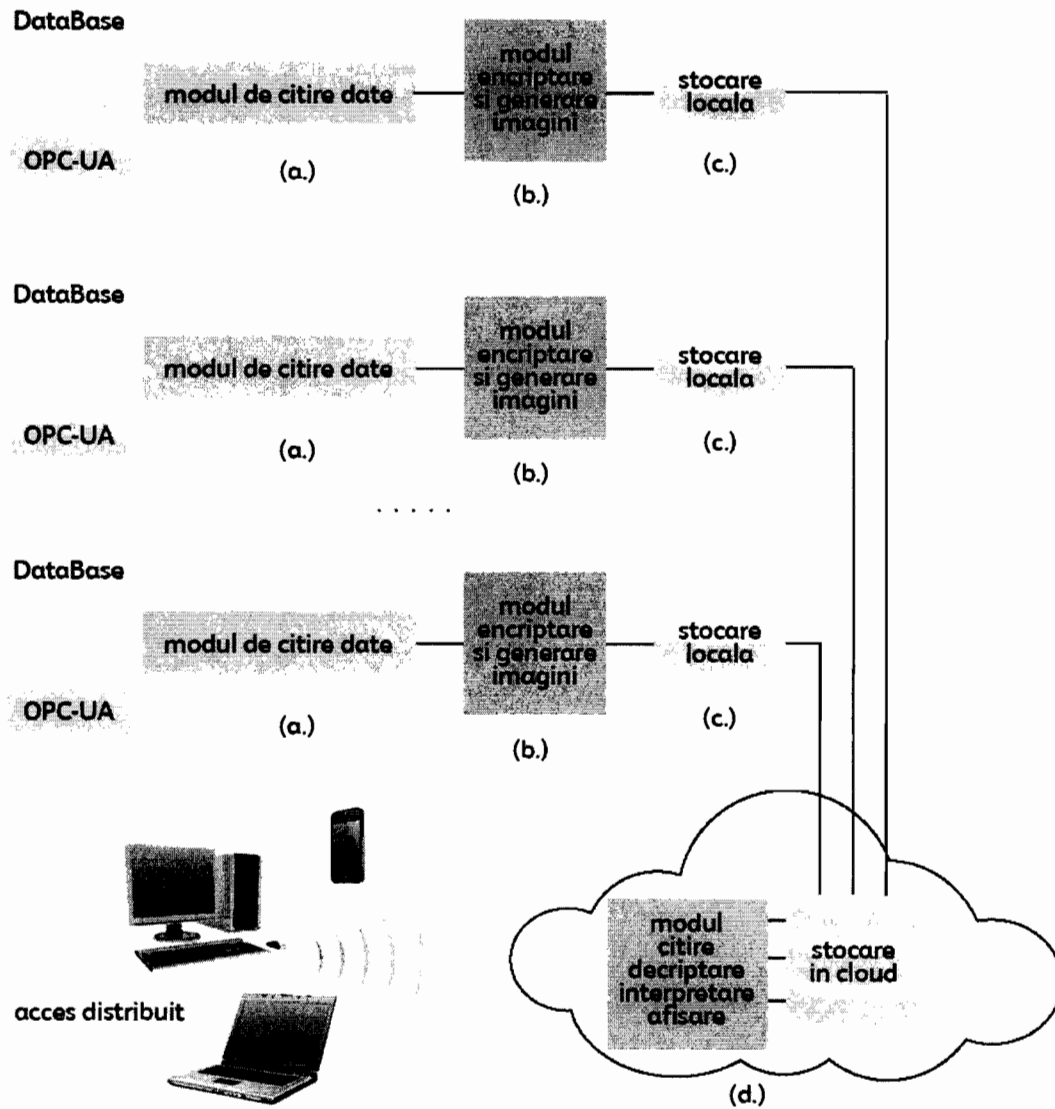 DataBase
modul de citire date
modul
encriptare
si generare
imagini
stocare
locala
OPC-UA
(a.)
(b.)
(c.)
DataBase
modul de citire date
modul
encriptare
si generare
imagini
stocare
locala
OPC-UA
(a.)
(b.)
(c.)
. . . . .
DataBase
modul de citire date
modul
encriptare
si generare
imagini
stocare
locala
OPC-UA
(a.)
(b.)
(c.)
acces distribuit
modul
citire
decriptare
interpretare
afisare
stocare
in cloud
(d.)